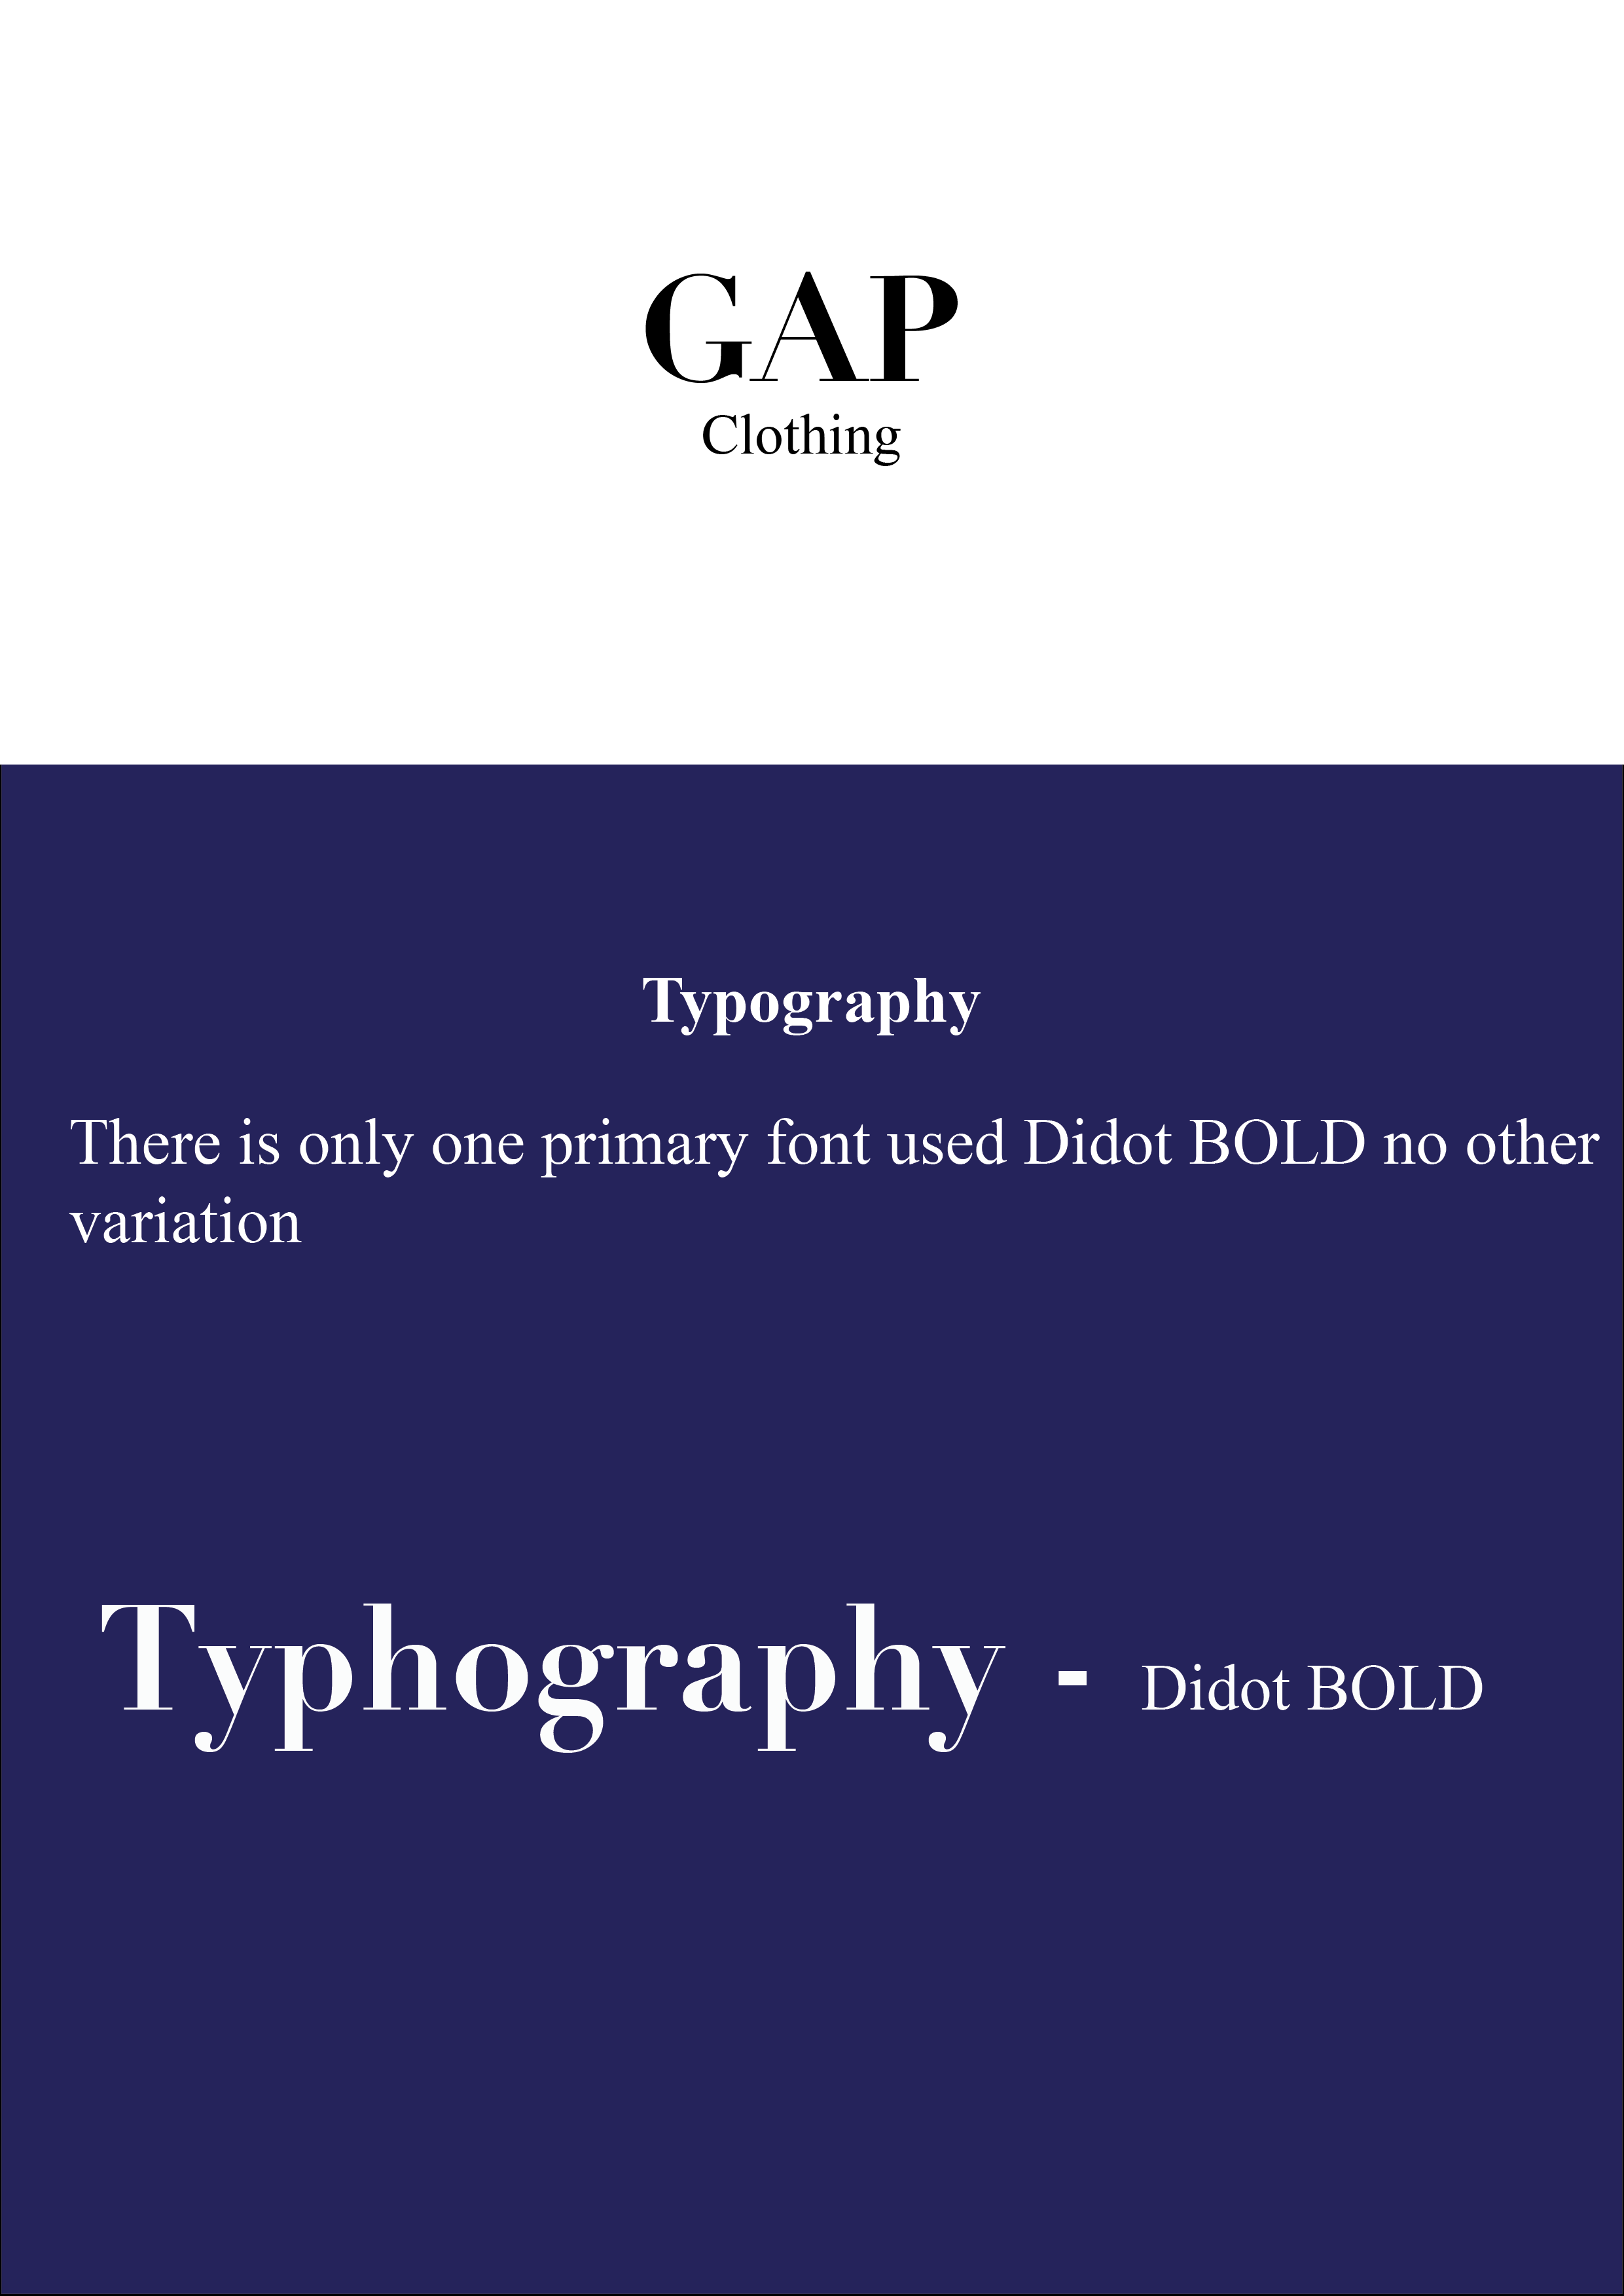 GAP
Clothing
Typography
There is only one primary font used Didot BOLD no other
variation
Typhography - Didot BOLD